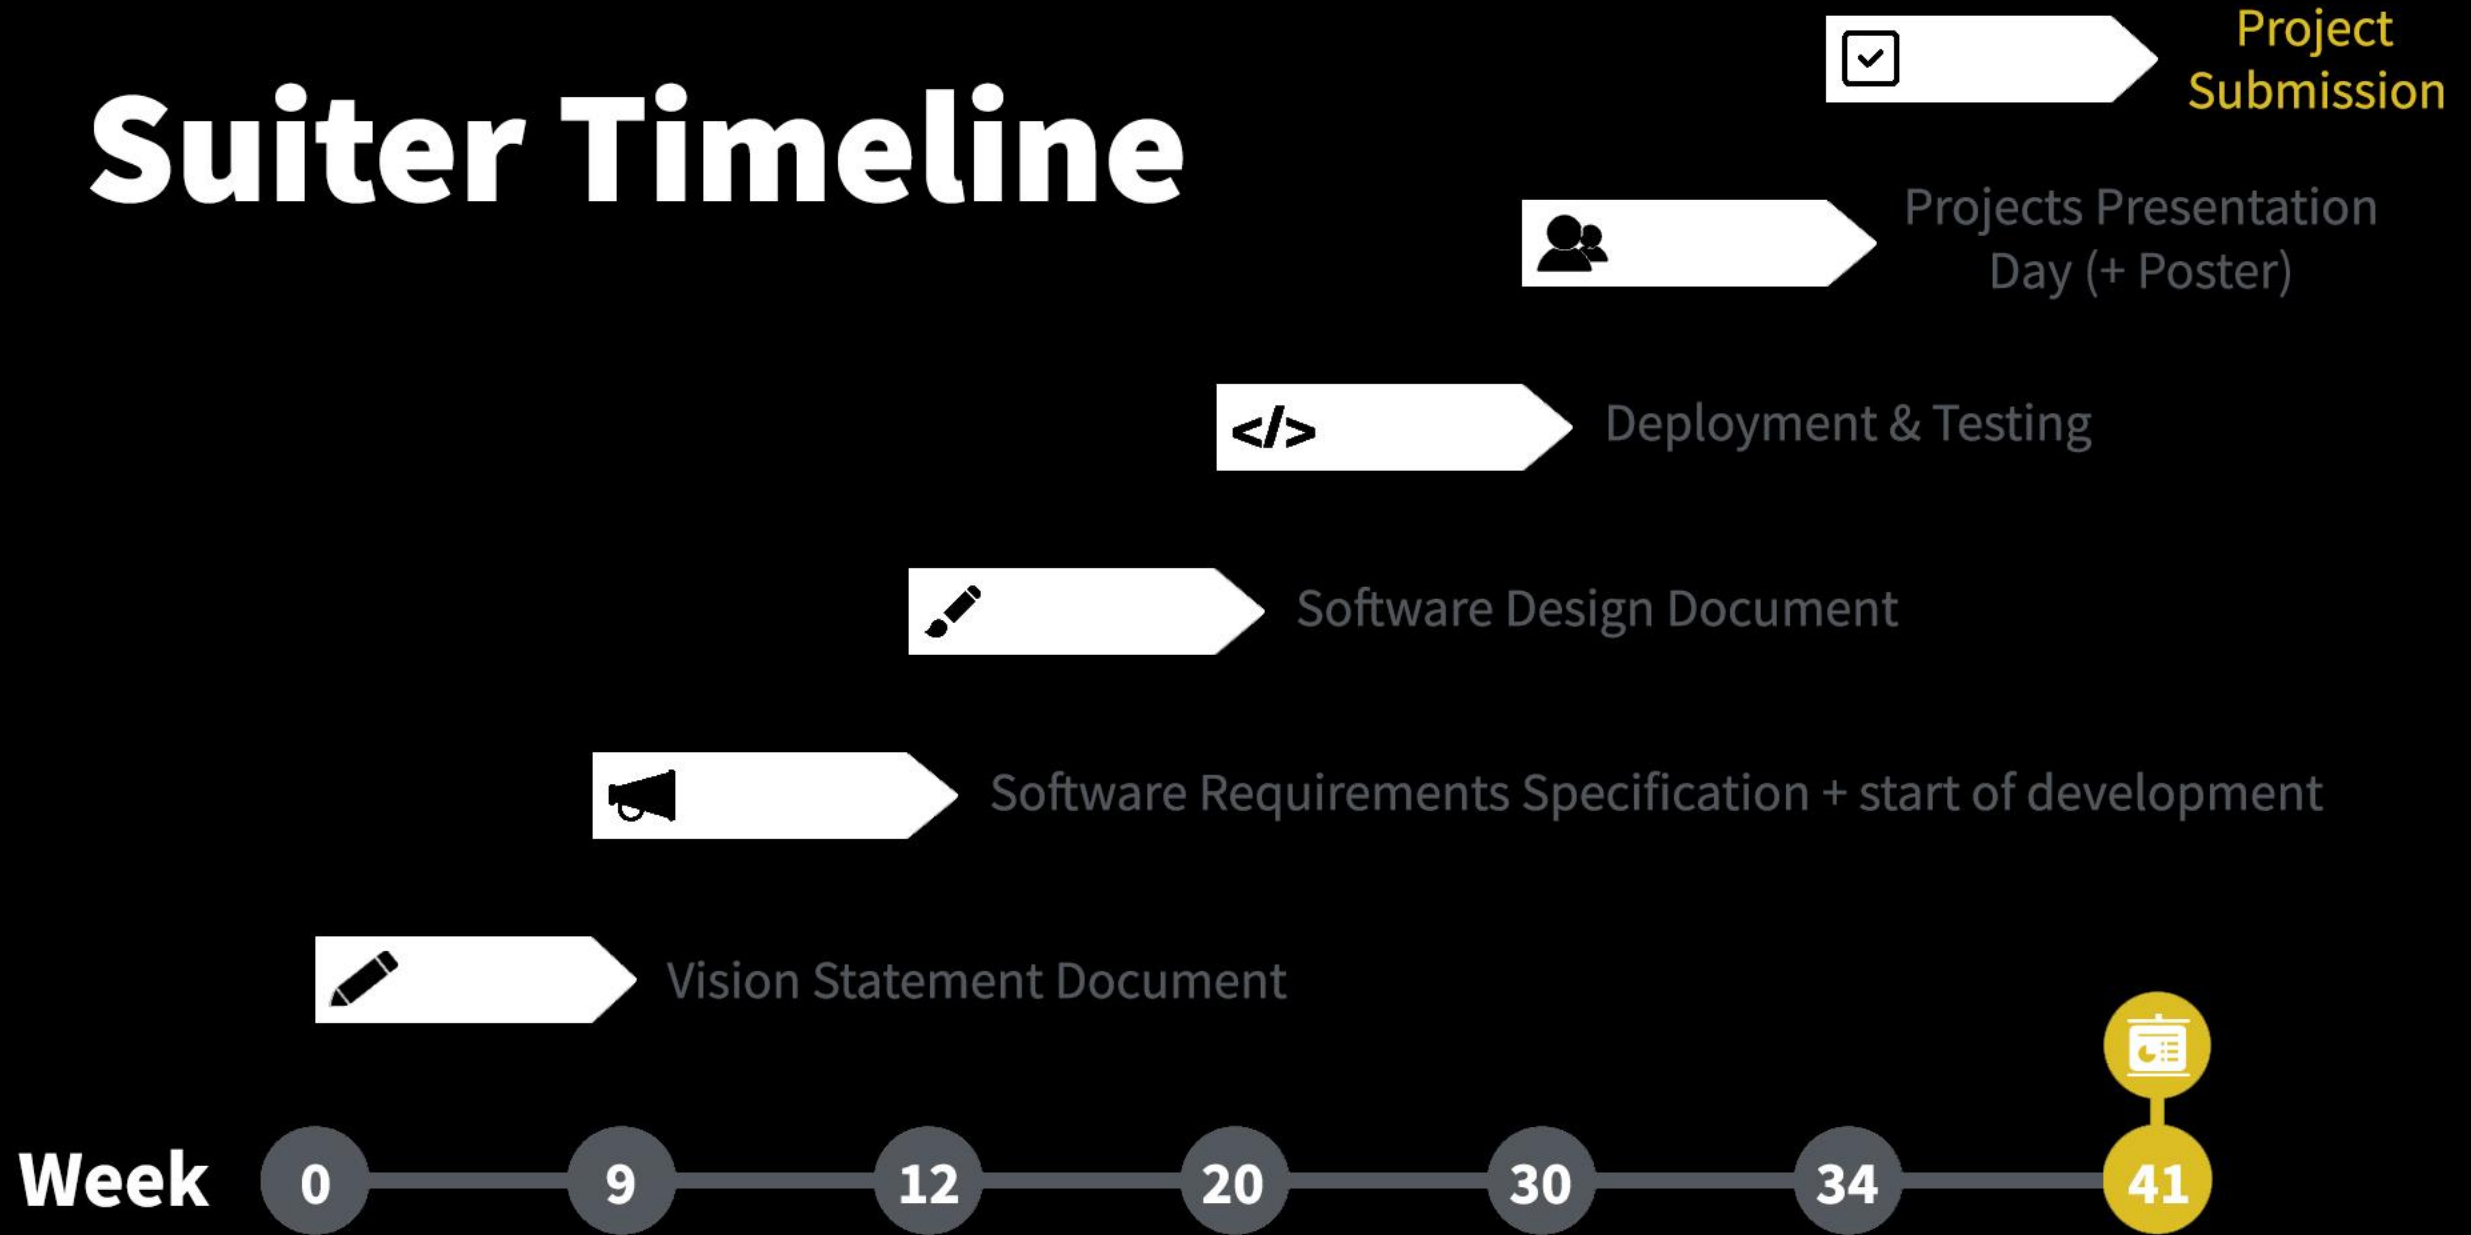 Suiter Timeline
Project
Submission
Projects Presentation
Day (+ Poster)
</>
Deployment & Testing
Software Design Document
Software Requirements Specification + start of development
Vision Statement Document
Week 0 9 12 20 30 34 41